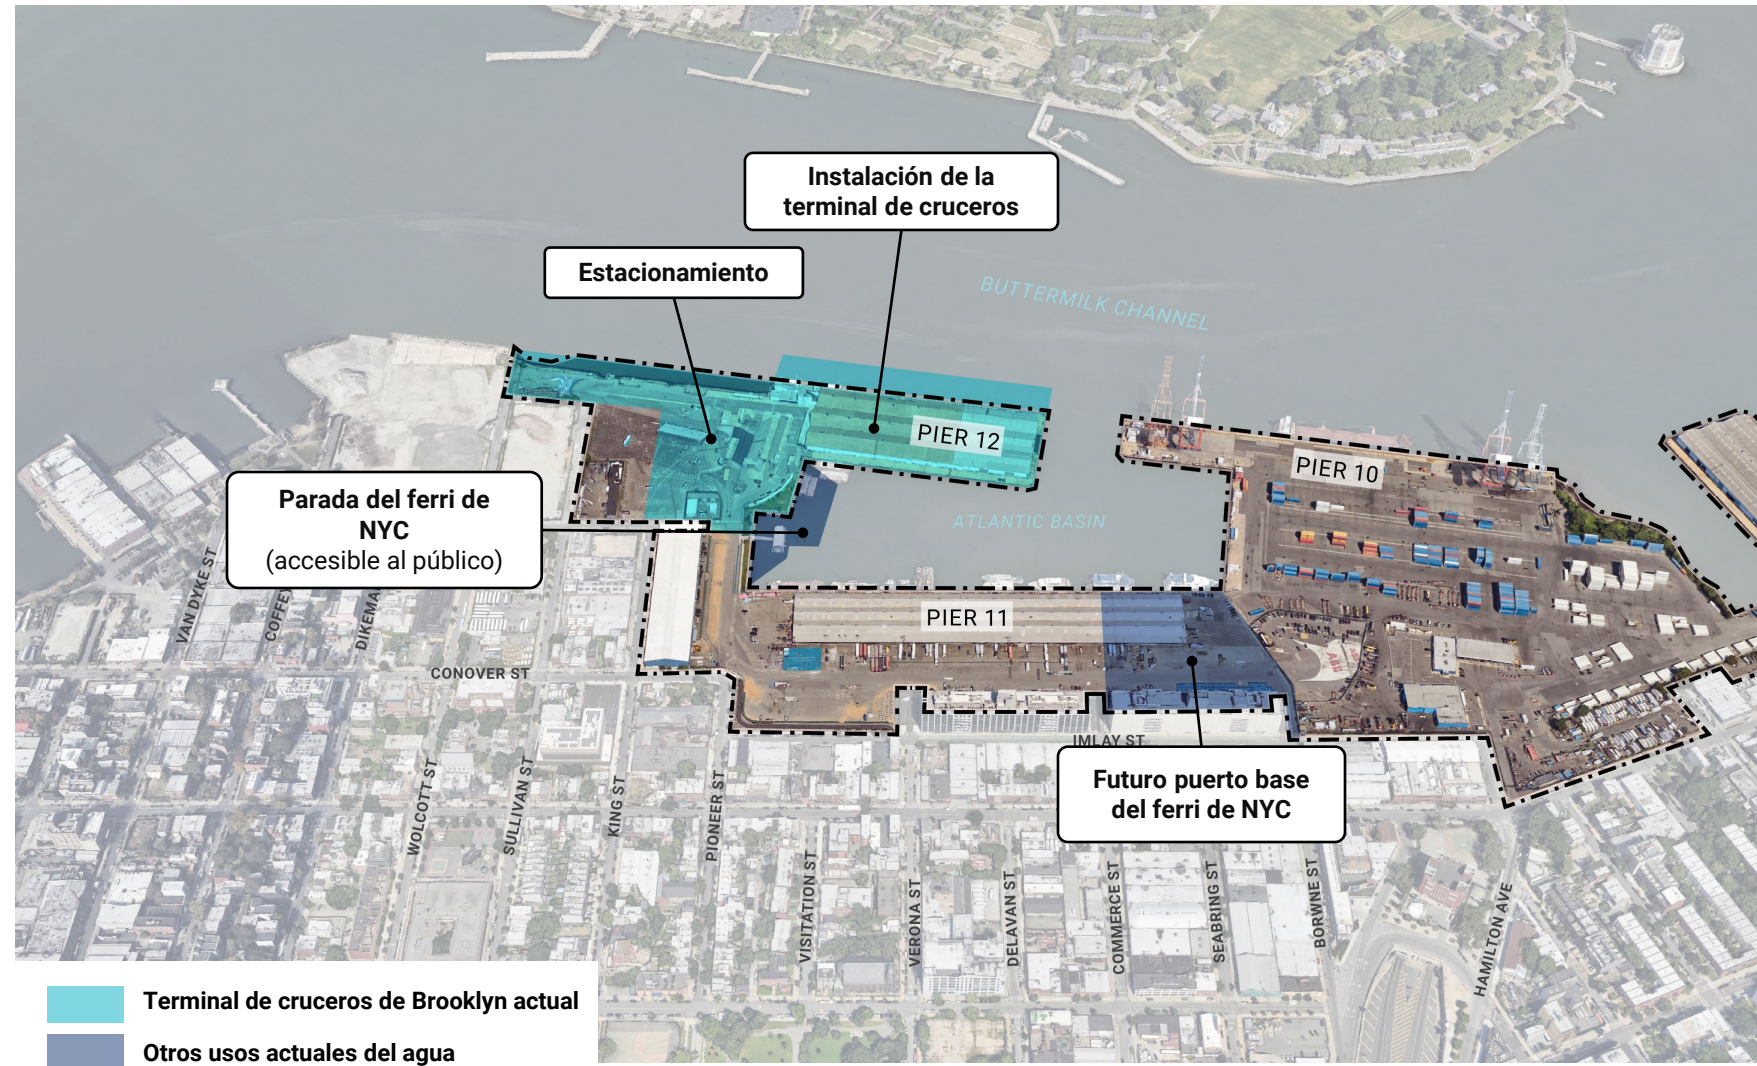 Instalación de la
terminal de cruceros
Estacionamiento
BUTTERMILK CHANNEL
PIER 12
PIER 10
Parada del ferri de
NYC
(accesible al público)
ATLANTIC BASIN
PIER 11
VAN DYKE ST
COFFEY
DIKEMAN
CONOVER ST
IMLAY ST
Futuro puerto base
del ferri de NYC
WOLCOTT ST
SULLIVAN ST
KING ST
PIONEER ST
VISITATION ST
VERONA ST
DELAVAN ST
COMMERCE ST
SEABRING ST
BORWNE ST
HAMILTON AVE
Terminal de cruceros de Brooklyn actual
Otros usos actuales del agua